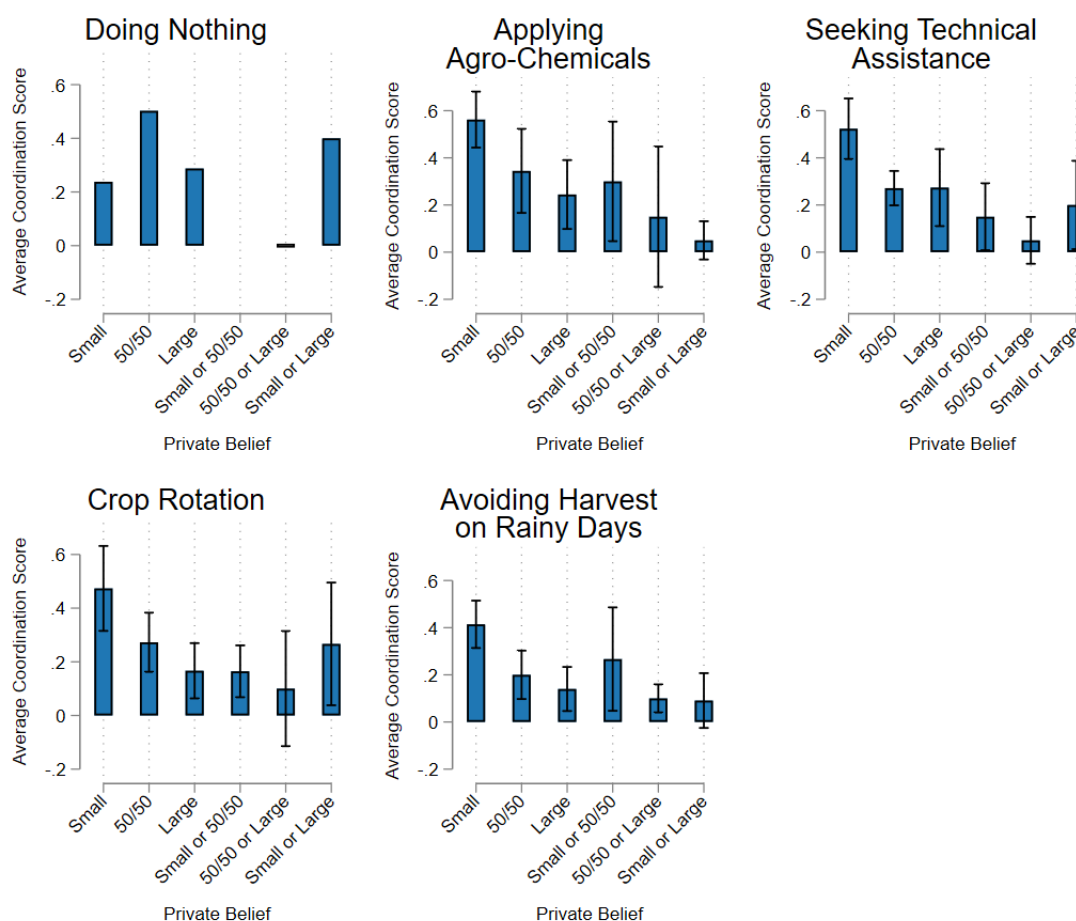 Doing Nothing
Average Coordination Score
.6
.4
.2
0
-.2
Small
50/50
Large
Small or 50/50
50/50 or Large
Small or Large
Private Belief
Applying
Agro-Chemicals
Average Coordination Score
.6
.4
.2
0
-.2
Small
50/50
Large
Small or 50/50
50/50 or Large
Small or Large
Private Belief
Seeking Technical
Assistance
Average Coordination Score
.6
.4
.2
0
-.2
Small
50/50
Large
Small or 50/50
50/50 or Large
Small or Large
Private Belief
Crop Rotation
Average Coordination Score
.6
.4
.2
0
-.2
Small
50/50
Large
Small or 50/50
50/50 or Large
Small or Large
Private Belief
Avoiding Harvest
on Rainy Days
Average Coordination Score
.6
.4
.2
0
-.2
Small
50/50
Large
Small or 50/50
50/50 or Large
Small or Large
Private Belief